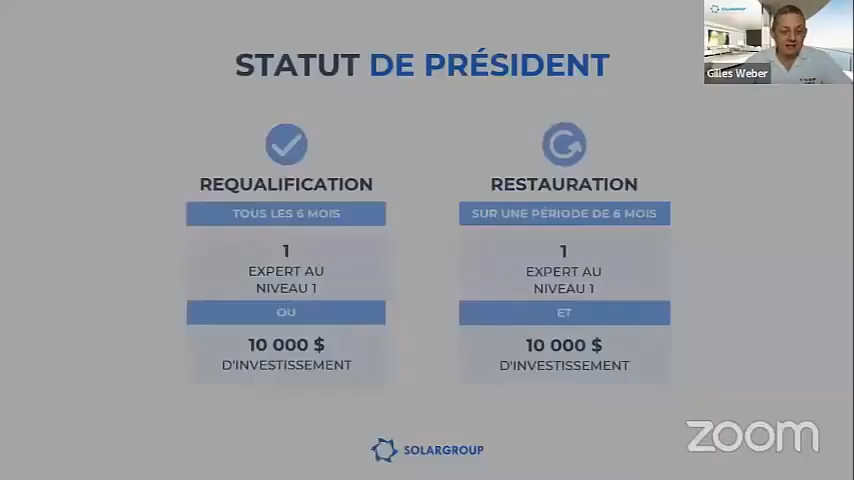 STATUT DE PRÉSIDENT
SOLARGROUP
Gilles Weber
REQUALIFICATION
TOUS LES 6 MOIS
1
EXPERT AU
NIVEAU 1
OU
10 000 $
D'INVESTISSEMENT
RESTAURATION
SUR UNE PÉRIODE DE 6 MOIS
1
EXPERT AU
NIVEAU 1
ET
10 000 $
D'INVESTISSEMENT
SOLARGROUP
zoom